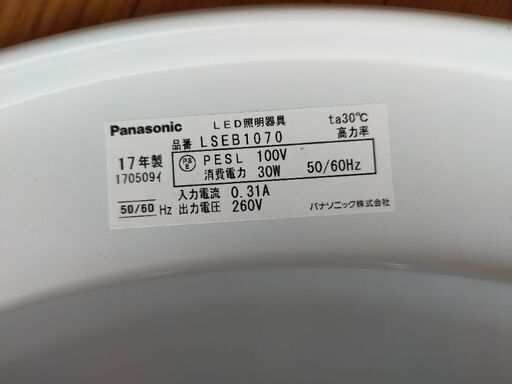 Panasonic LED照明器具 ta30℃
品番 LSEB1070 高力率
17年製 PS E PESL 100V
170509ｲ 消費電力 30W 50/60Hz
入力電流 0.31A
50/60 Hz 出力電圧 260V パナソニック株式会社